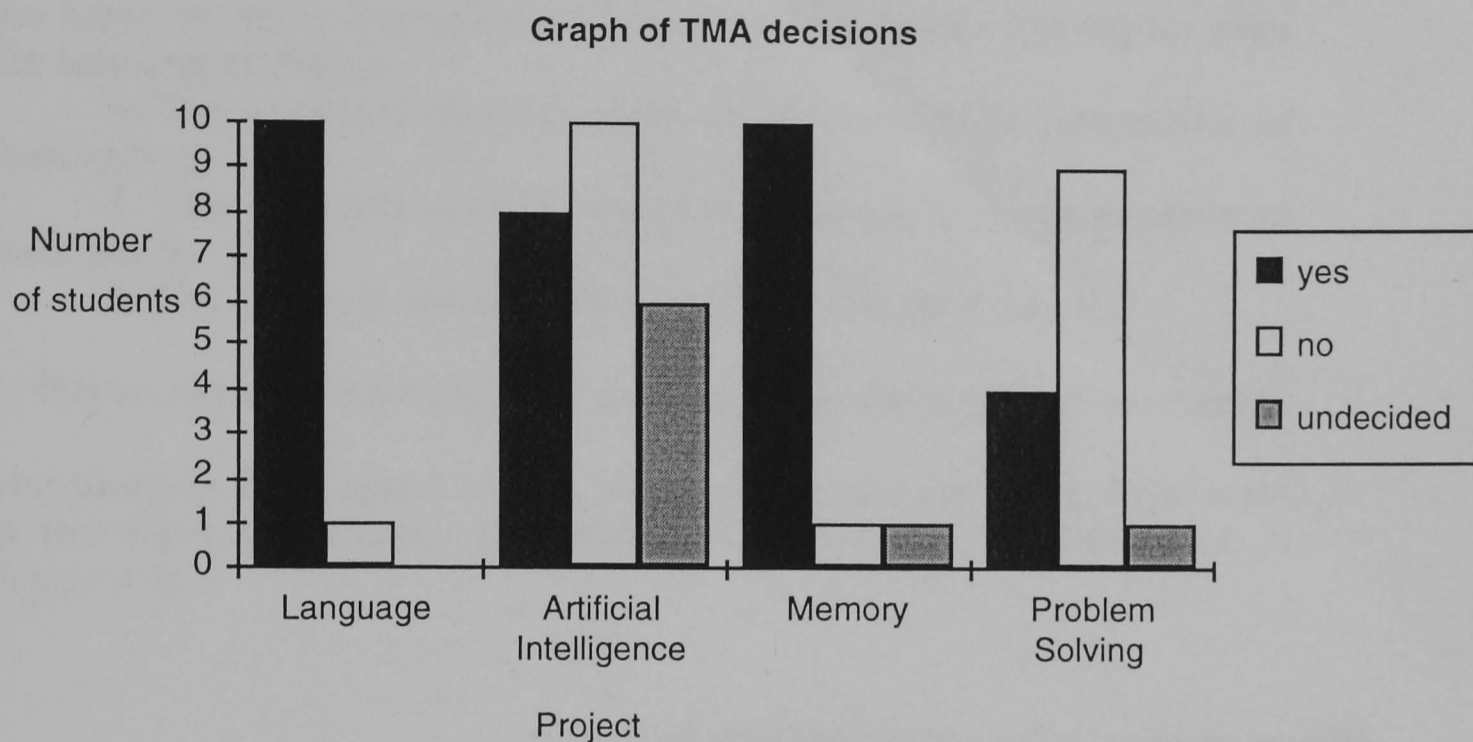 Graph of TMA decisions
10
9
8
7
6
5
4
3
2
1
0
Number
of students
Language
Artificial
Intelligence
Memory
Problem
Solving
Project
yes
no
undecided